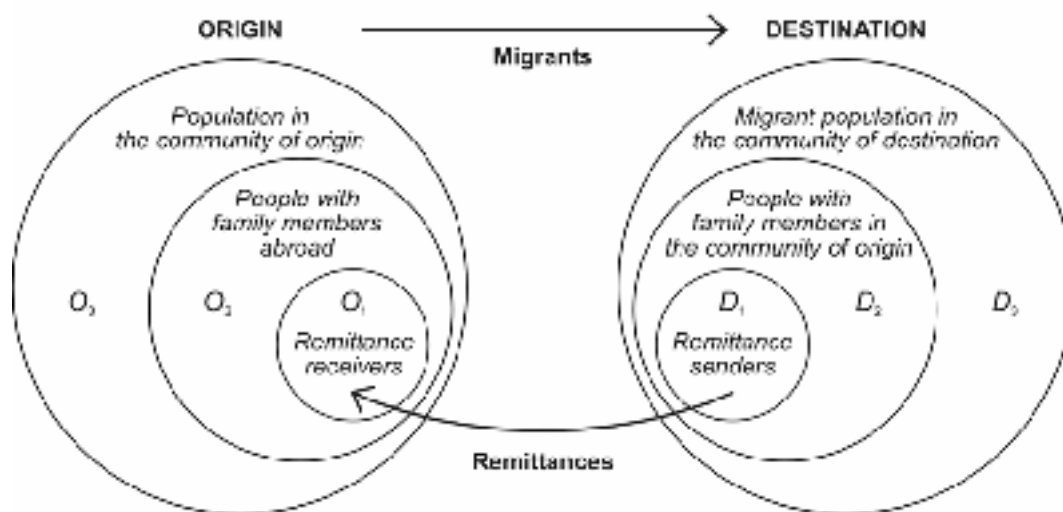 ORIGIN
DESTINATION
Migrants
Population in
the community of origin
Migrant population in
the community of destination
People with
family members
abroad
People with
family members in
the community of origin
O₃
O₂
O₁
D₁
D₂
D₃
Remittance
receivers
Remittance
senders
Remittances